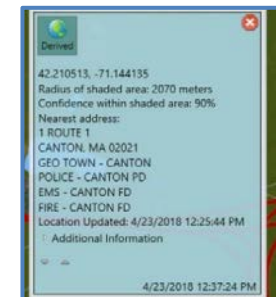 Derived
42.210513, -71.144135
Radius of shaded area: 2070 meters
Confidence within shaded area: 90%
Nearest address:
1 ROUTE 1
CANTON, MA 02021
GEO TOWN - CANTON
POLICE - CANTON PD
EMS - CANTON FD
FIRE - CANTON FD
Location Updated: 4/23/2018 12:25:44 PM
Additional Information
4/23/2018 12:37:24 PM